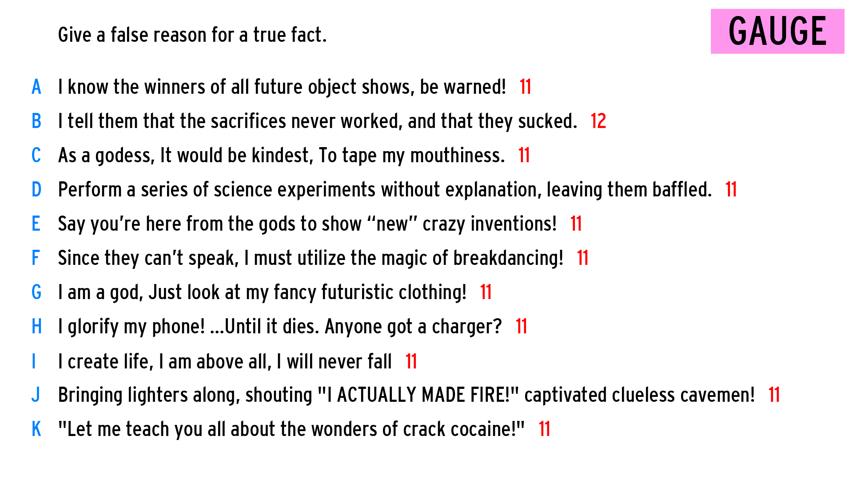 Give a false reason for a true fact.
GAUGE
A I know the winners of all future object shows, be warned! 11
B I tell them that the sacrifices never worked, and that they sucked. 12
C As a godess, It would be kindest, To tape my mouthiness. 11
D Perform a series of science experiments without explanation, leaving them baffled. 11
E Say you're here from the gods to show “new” crazy inventions! 11
F Since they can't speak, I must utilize the magic of breakdancing! 11
G I am a god, Just look at my fancy futuristic clothing! 11
H I glorify my phone! ...Until it dies. Anyone got a charger? 11
I I create life, I am above all, I will never fall 11
J Bringing lighters along, shouting "I ACTUALLY MADE FIRE!" captivated clueless cavemen! 11
K "Let me teach you all about the wonders of crack cocaine!" 11